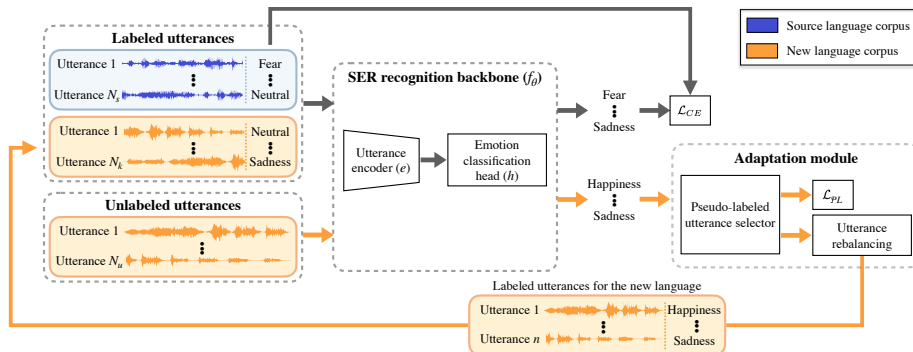 Source language corpus
New language corpus
Labeled utterances
Utterance 1
Fear
Utterance N_s
Neutral
Utterance 1
Neutral
Utterance N_k
Sadness
Unlabeled utterances
Utterance 1
Utterance N_u
SER recognition backbone (f_θ)
Utterance
encoder (e)
Emotion
classification
head (h)
Fear
Sadness
ℒ_CE
Happiness
Sadness
Adaptation module
Pseudo-labeled
utterance selector
ℒ_PL
Utterance
rebalancing
Labeled utterances for the new language
Utterance 1
Happiness
Utterance n
Sadness